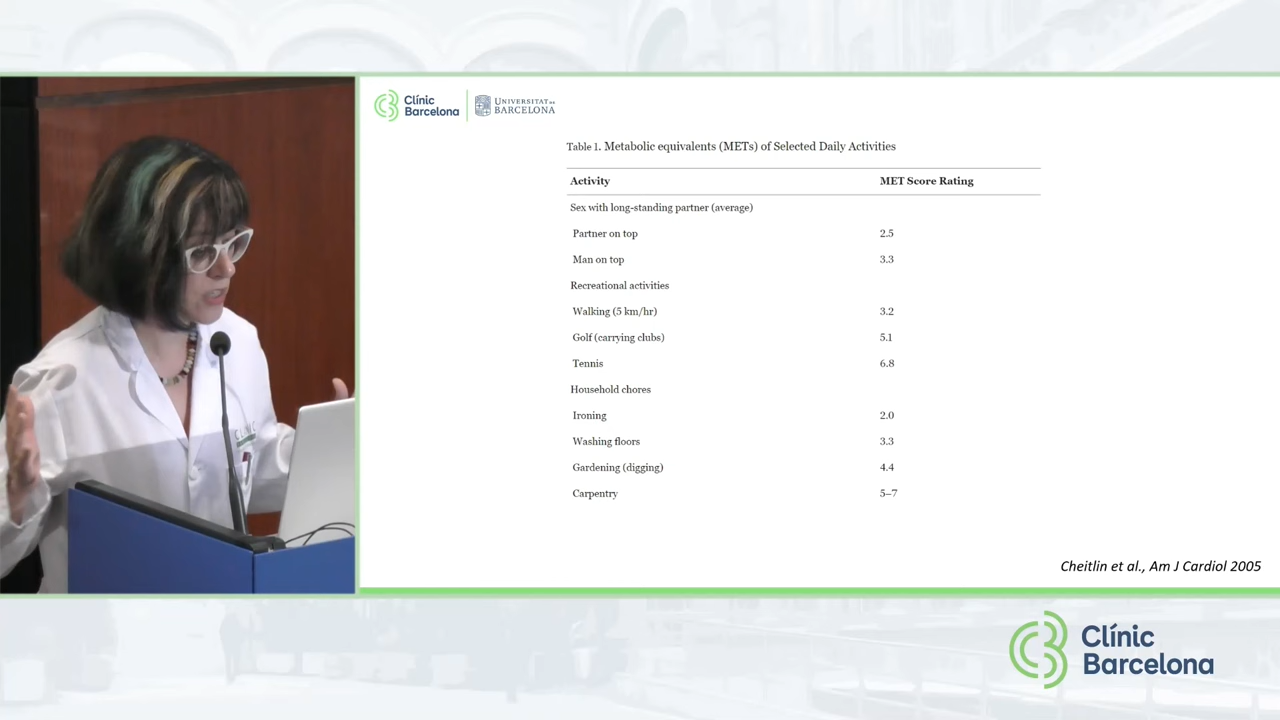 Clínic
Barcelona
UNIVERSITAT DE
BARCELONA
Table 1. Metabolic equivalents (METs) of Selected Daily Activities
Activity MET Score Rating
Sex with long-standing partner (average)
Partner on top 2.5
Man on top 3.3
Recreational activities
Walking (5 km/hr) 3.2
Golf (carrying clubs) 5.1
Tennis 6.8
Household chores
Ironing 2.0
Washing floors 3.3
Gardening (digging) 4.4
Carpentry 5–7
Cheitlin et al., Am J Cardiol 2005
Clínic
Barcelona